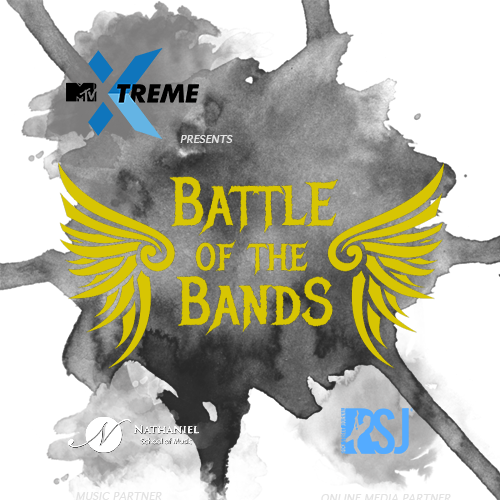 MTV
XTREME
PRESENTS
BATTLE
OF THE
BANDS
N NATHANIEL
School of Music
RSJ
MUSIC PARTNER
ONLINE MEDIA PARTNER